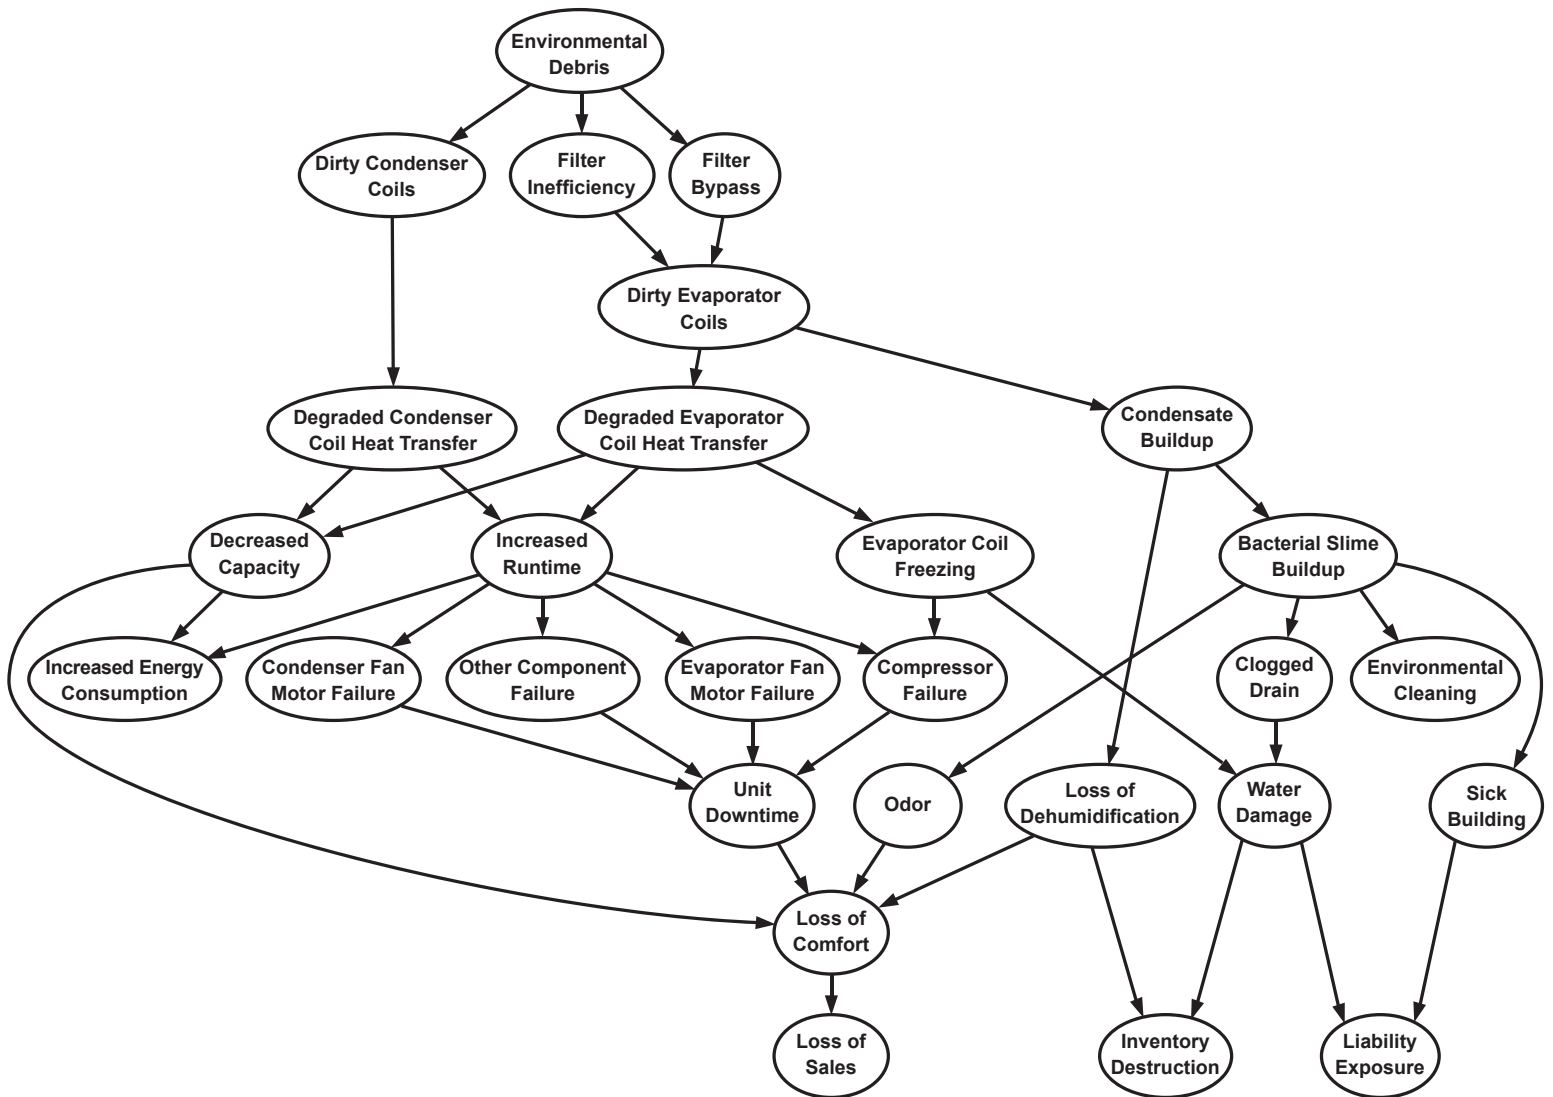 Environmental
Debris
Dirty Condenser
Coils
Filter
Inefficiency
Filter
Bypass
Dirty Evaporator
Coils
Degraded Condenser
Coil Heat Transfer
Degraded Evaporator
Coil Heat Transfer
Condensate
Buildup
Decreased
Capacity
Increased
Runtime
Evaporator Coil
Freezing
Bacterial Slime
Buildup
Increased Energy
Consumption
Condenser Fan
Motor Failure
Other Component
Failure
Evaporator Fan
Motor Failure
Compressor
Failure
Clogged
Drain
Environmental
Cleaning
Unit
Downtime
Odor
Loss of
Dehumidification
Water
Damage
Sick
Building
Loss of
Comfort
Loss of
Sales
Inventory
Destruction
Liability
Exposure